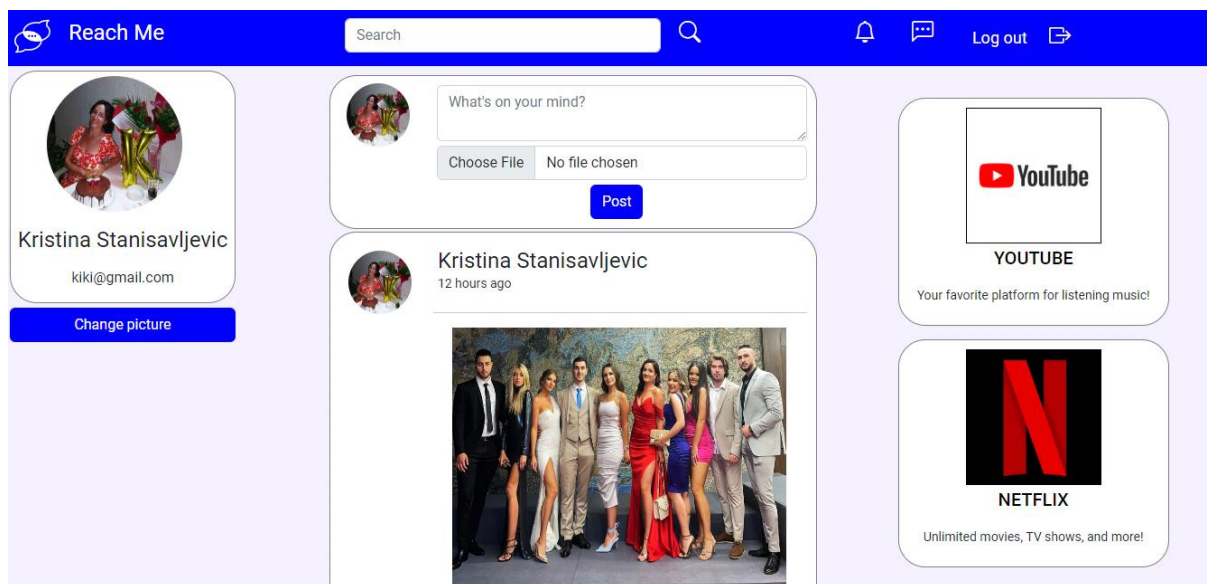 Reach Me
Search
Log out
Kristina Stanisavljevic
kiki@gmail.com
Change picture
What's on your mind?
Choose File No file chosen
Post
Kristina Stanisavljevic
12 hours ago
YouTube
YOUTUBE
Your favorite platform for listening music!
NETFLIX
Unlimited movies, TV shows, and more!